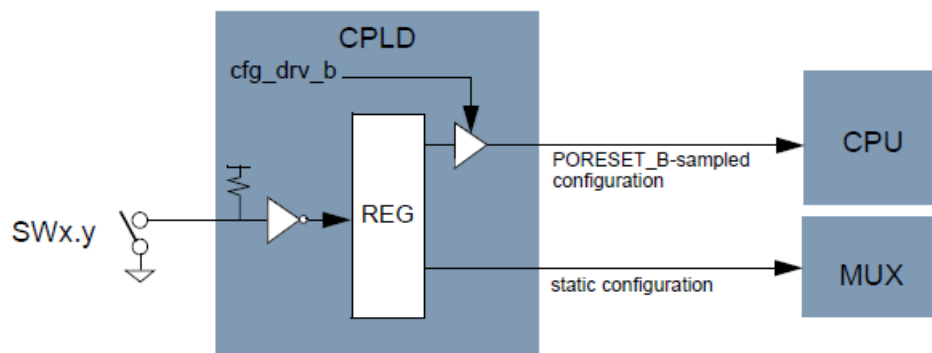 CPLD
cfg_drv_b
CPU
PORESET_B-sampled
configuration
SWx.y
REG
static configuration
MUX